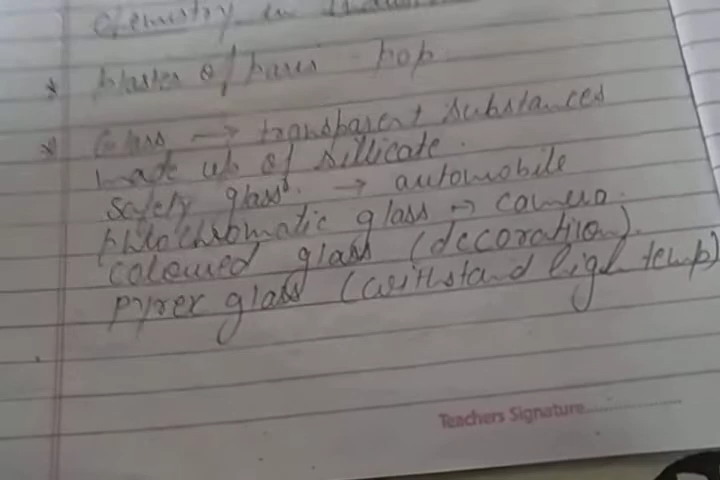 chemistry in
* plaster of paris - pop
* Glass → transparent substances
made up of sillicate.
safety glass. → automobile
photochromatic glass → camera.
coloured glass (decoration).
pyrex glass (withstand high temp)
Teachers Signature